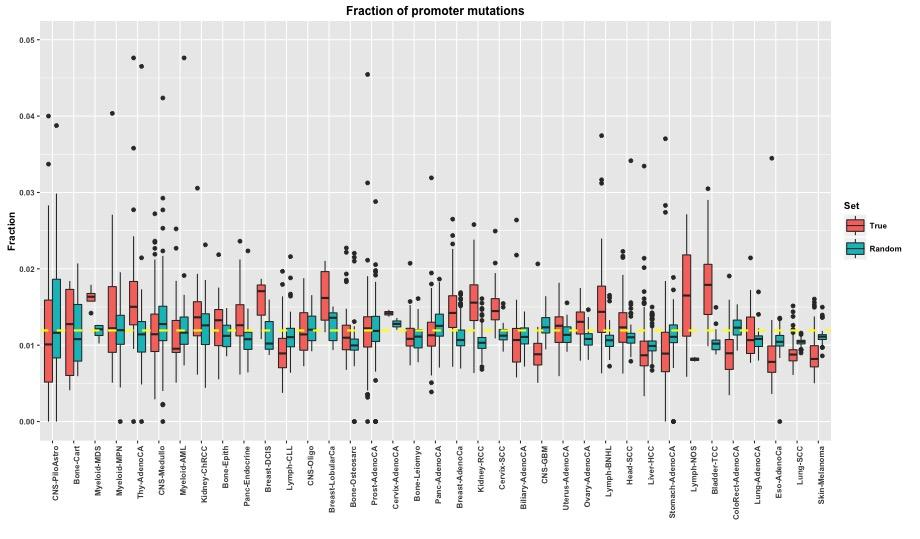 Fraction of promoter mutations
Fraction
0.05
0.04
0.03
0.02
0.01
0.00
CNS-PiloAstro
Bone-Cart
Myeloid-MDS
Myeloid-MPN
Thy-AdenoCA
CNS-Medullo
Myeloid-AML
Kidney-ChRCC
Bone-Epith
Panc-Endocrine
Breast-DCIS
Lymph-CLL
CNS-Oligo
Breast-LobularCa
Bone-Osteosarc
Prost-AdenoCA
Cervix-AdenoCA
Bone-Leiomyo
Panc-AdenoCA
Breast-AdenoCa
Kidney-RCC
Cervix-SCC
Biliary-AdenoCA
CNS-GBM
Uterus-AdenoCA
Ovary-AdenoCA
Lymph-BNHL
Head-SCC
Liver-HCC
Stomach-AdenoCA
Lymph-NOS
Bladder-TCC
ColoRect-AdenoCA
Lung-AdenoCA
Eso-AdenoCa
Lung-SCC
Skin-Melanoma
Set
True
Random